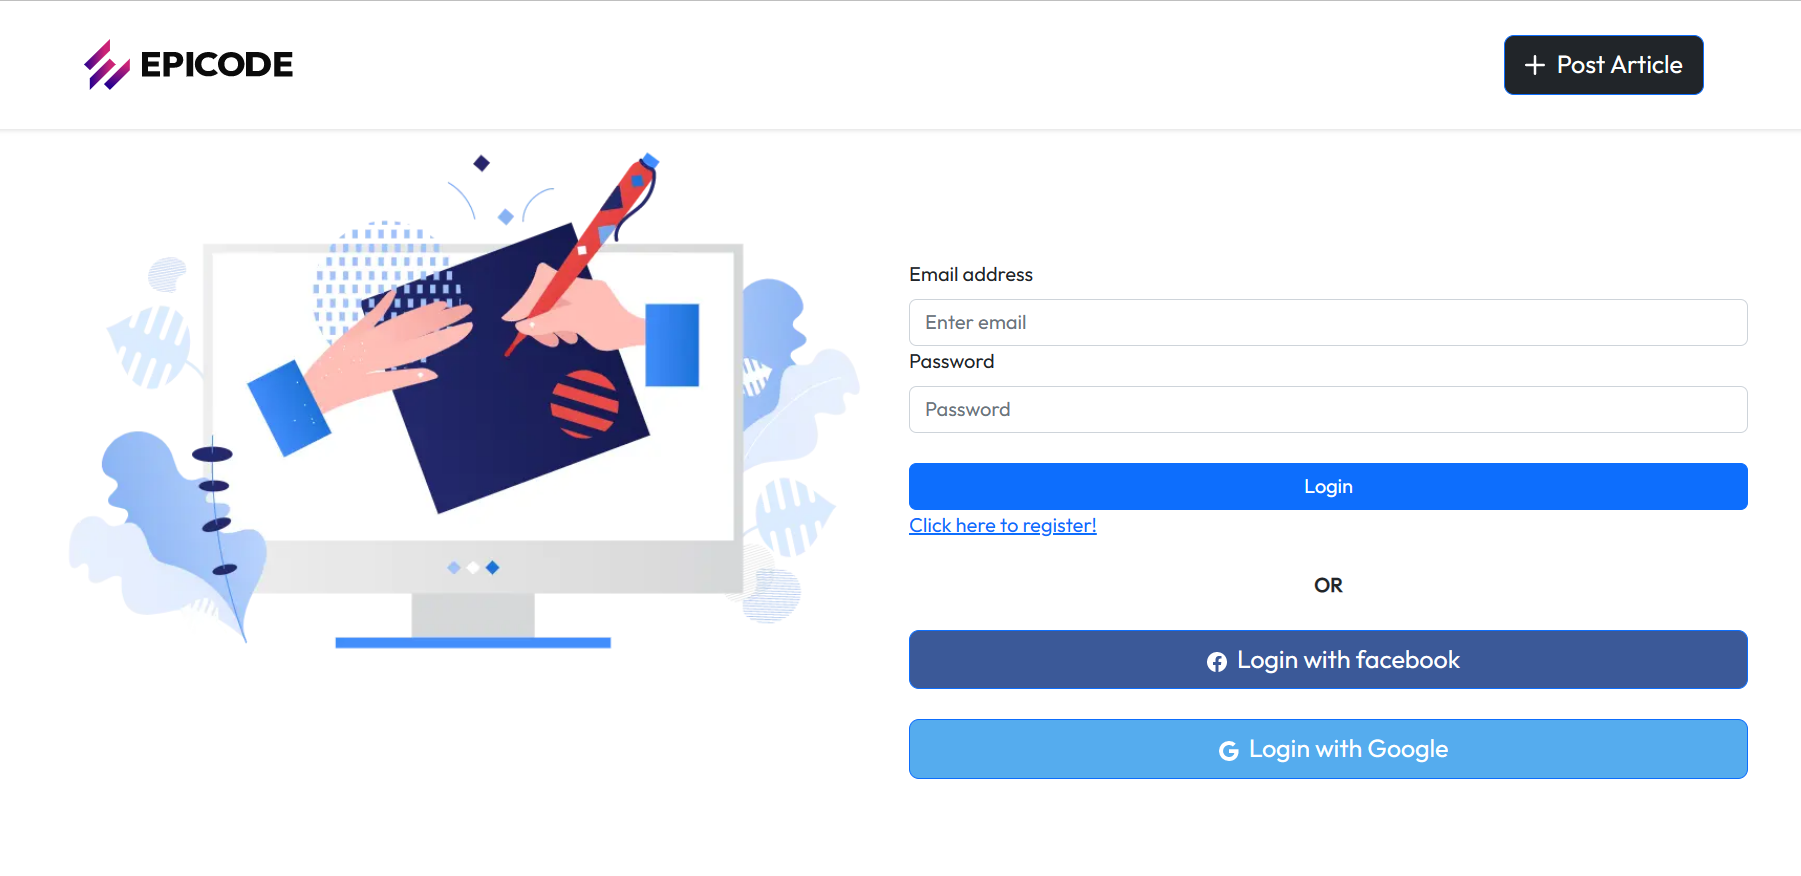 EPICODE
Post Article
Email address
Enter email
Password
Password
Login
Click here to register!
OR
Login with facebook
Login with Google